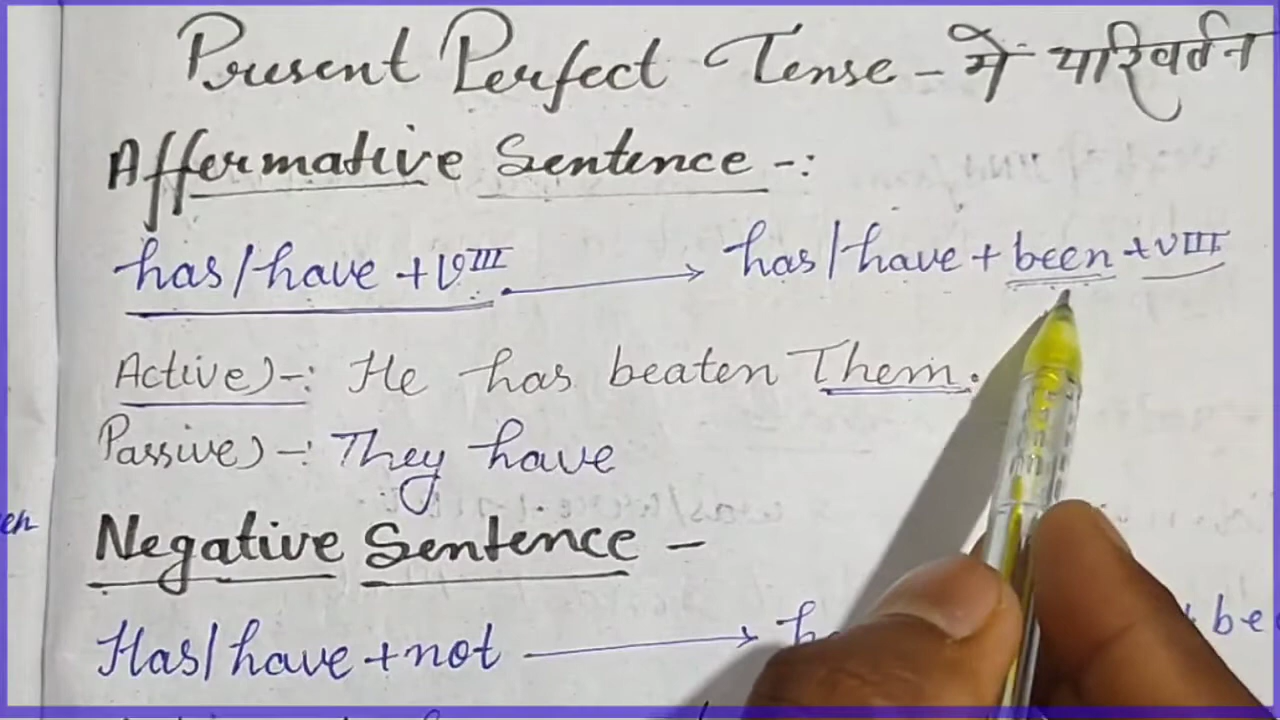 Present Perfect Tense - में परिवर्तन
Affermative Sentence -:
has/have + VIII. → has/have + been + VIII
Active) -: He has beaten Them.
Passive) -: They have
Negative Sentence -
Has/have + not → + be